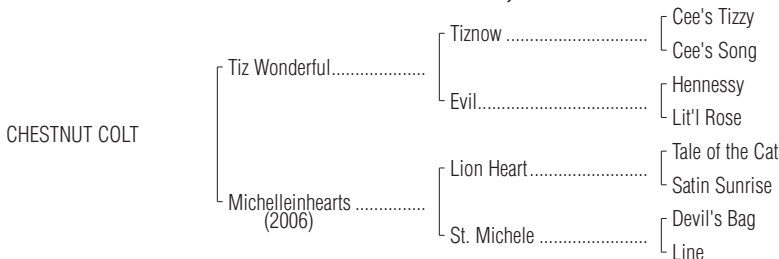 Cee's Tizzy
Tiznow ................................
Cee's Song
Tiz Wonderful....................
Hennessy
Evil.......................................
Lit'l Rose
CHESTNUT COLT
Tale of the Cat
Lion Heart..........................
Satin Sunrise
Michelleinhearts ...............
(2006)
Devil's Bag
St. Michele ........................
Line